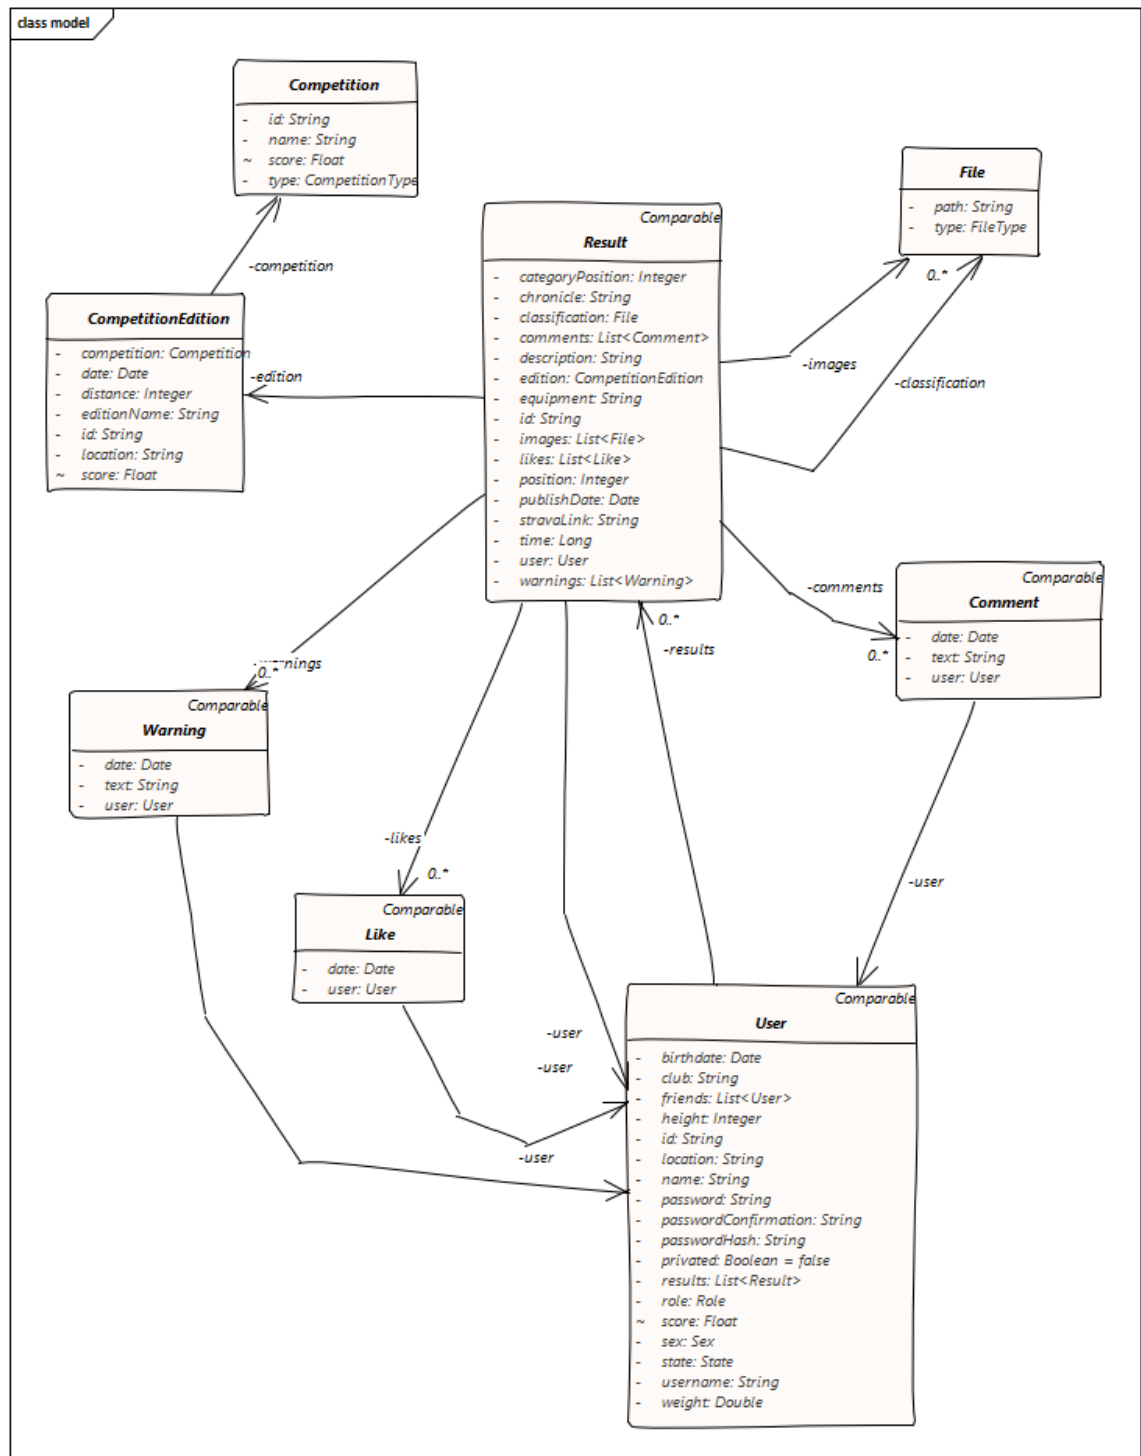 class model
Competition
- id: String
- name: String
~ score: Float
- type: CompetitionType
-competition
CompetitionEdition
- competition: Competition
- date: Date
- distance: Integer
- editionName: String
- id: String
- location: String
~ score: Float
-edition
Comparable
Result
- categoryPosition: Integer
- chronicle: String
- classification: File
- comments: List<Comment>
- description: String
- edition: CompetitionEdition
- equipment: String
- id: String
- images: List<File>
- likes: List<Like>
- position: Integer
- publishDate: Date
- stravaLink: String
- time: Long
- user: User
- warnings: List<Warning>
File
- path: String
- type: FileType
0..*
-images
-classification
-comments
0..*
Comparable
Comment
- date: Date
- text: String
- user: User
0..*
-results
0..*
Comparable
Warning
- date: Date
- text: String
- user: User
-likes
0..*
Comparable
Like
- date: Date
- user: User
-user
-user
-user
-user
Comparable
User
- birthdate: Date
- club: String
- friends: List<User>
- height: Integer
- id: String
- location: String
- name: String
- password: String
- passwordConfirmation: String
- passwordHash: String
- privated: Boolean = false
- results: List<Result>
- role: Role
~ score: Float
- sex: Sex
- state: State
- username: String
- weight: Double